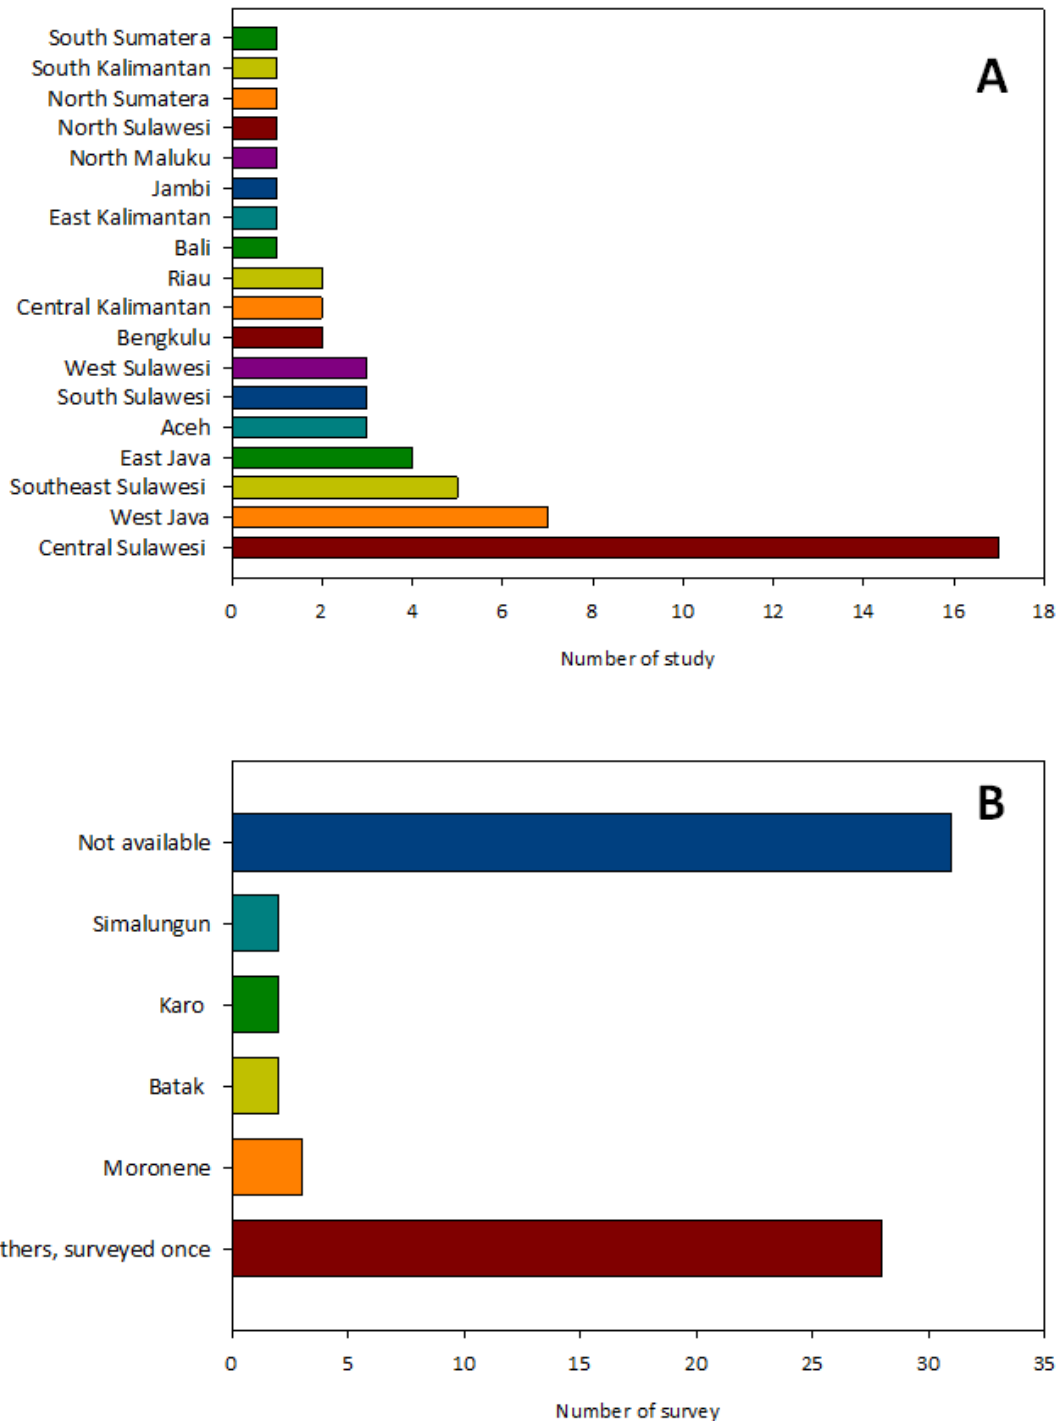 A
South Sumatera
South Kalimantan
North Sumatera
North Sulawesi
North Maluku
Jambi
East Kalimantan
Bali
Riau
Central Kalimantan
Bengkulu
West Sulawesi
South Sulawesi
Aceh
East Java
Southeast Sulawesi
West Java
Central Sulawesi
0 2 4 6 8 10 12 14 16 18
Number of study
B
Not available
Simalungun
Karo
Batak
Moronene
thers, surveyed once
0 5 10 15 20 25 30 35
Number of survey